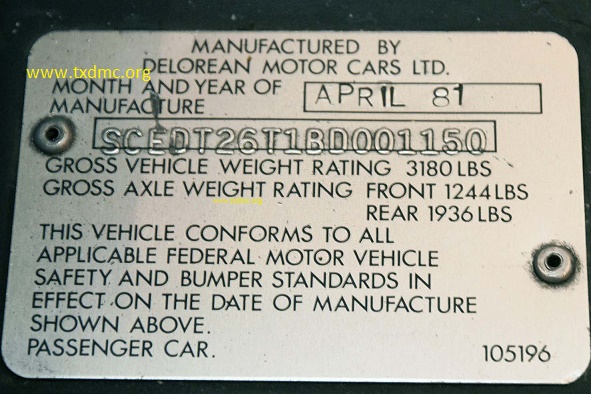 MANUFACTURED BY
DELOREAN MOTOR CARS LTD.
www.txdmc.org
MONTH AND YEAR OF
MANUFACTURE
APRIL 81
SCEDT26T1BD001150
GROSS VEHICLE WEIGHT RATING 3180 LBS
GROSS AXLE WEIGHT RATING FRONT 1244 LBS
REAR 1936 LBS
THIS VEHICLE CONFORMS TO ALL
APPLICABLE FEDERAL MOTOR VEHICLE
SAFETY AND BUMPER STANDARDS IN
EFFECT ON THE DATE OF MANUFACTURE
SHOWN ABOVE.
PASSENGER CAR.
105196